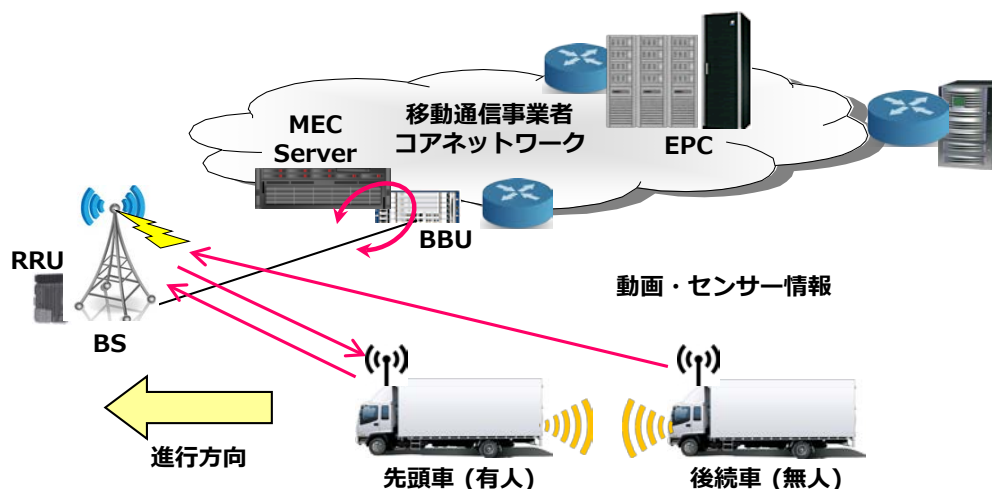 移動通信事業者
コアネットワーク
MEC
Server
EPC
BBU
RRU
BS
動画・センサー情報
進行方向
先頭車 (有人)
後続車 (無人)